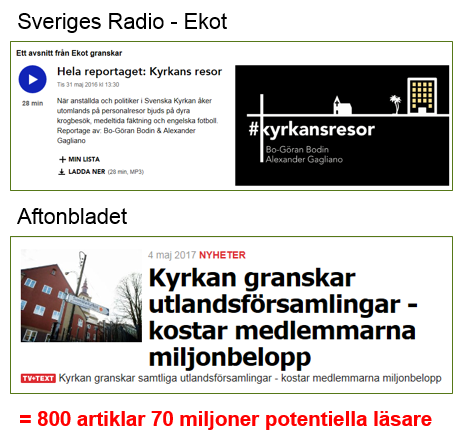 Sveriges Radio - Ekot
Ett avsnitt från Ekot granskar
Hela reportaget: Kyrkans resor
Tis 31 maj 2016 kl 13:30
28 min
När anställda och politiker i Svenska Kyrkan åker
utomlands på personalresor bjuds på dyra
krogbesök, medeltida fäktning och engelska fotboll.
Reportage av: Bo-Göran Bodin & Alexander
Gagliano
+ MIN LISTA
LADDA NER (28 min, MP3)
#kyrkansresor
Bo-Göran Bodin
Alexander Gagliano
Aftonbladet
4 maj 2017 NYHETER
Kyrkan granskar
utlandsförsamlingar -
kostar medlemmarna
miljonbelopp
TV+TEXT Kyrkan granskar samtliga utlandsförsamlingar - kostar medlemmarna miljonbelopp
= 800 artiklar 70 miljoner potentiella läsare